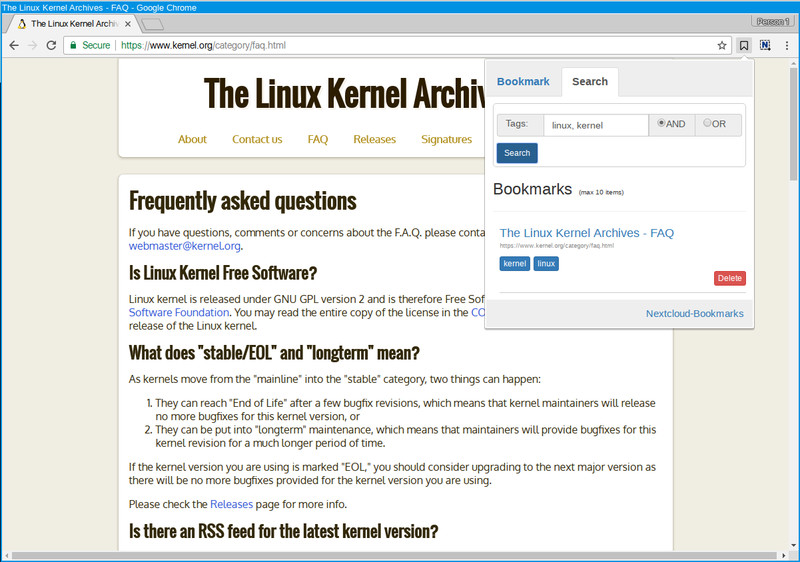 The Linux Kernel Archives - FAQ - Google Chrome
The Linux Kernel Archiv
Person 1
Secure
https://www.kernel.org/category/faq.html
The Linux Kernel Archiv
About Contact us FAQ Releases Signatures
Bookmark Search
Tags: linux, kernel AND OR
Search
Bookmarks (max 10 items)
The Linux Kernel Archives - FAQ
https://www.kernel.org/category/faq.html
kernel linux
Delete
Nextcloud-Bookmarks
Frequently asked questions
If you have questions, comments or concerns about the F.A.Q. please conta
webmaster@kernel.org.
Is Linux Kernel Free Software?
Linux kernel is released under GNU GPL version 2 and is therefore Free Sof
Software Foundation. You may read the entire copy of the license in the CO
release of the Linux kernel.
What does "stable/EOL" and "longterm" mean?
As kernels move from the "mainline" into the "stable" category, two things can happen:
1. They can reach "End of Life" after a few bugfix revisions, which means that kernel maintainers will release
no more bugfixes for this kernel version, or
2. They can be put into "longterm" maintenance, which means that maintainers will provide bugfixes for this
kernel revision for a much longer period of time.
If the kernel version you are using is marked "EOL," you should consider upgrading to the next major version as
there will be no more bugfixes provided for the kernel version you are using.
Please check the Releases page for more info.
Is there an RSS feed for the latest kernel version?